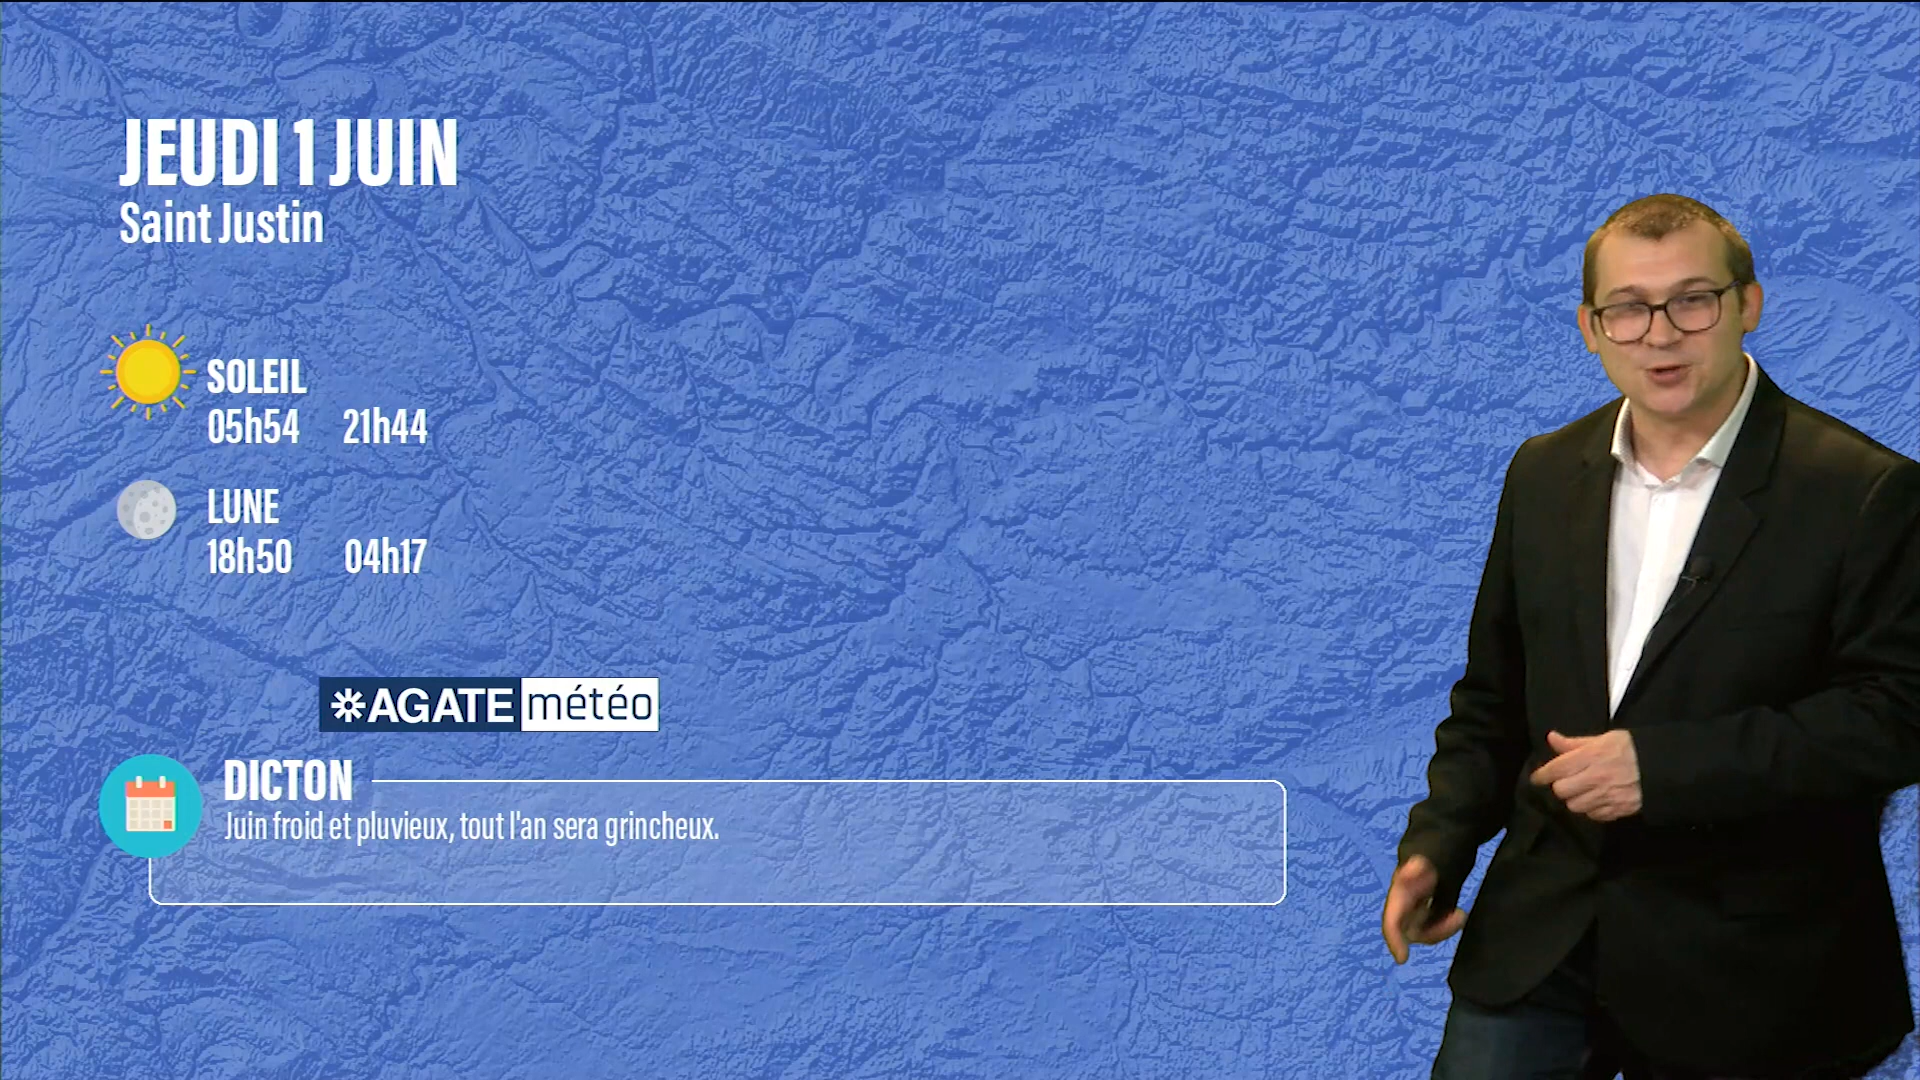 JEUDI 1 JUIN
Saint Justin
SOLEIL
05h54 21h44
LUNE
18h50 04h17
AGATE météo
DICTON
Juin froid et pluvieux, tout l'an sera grincheux.